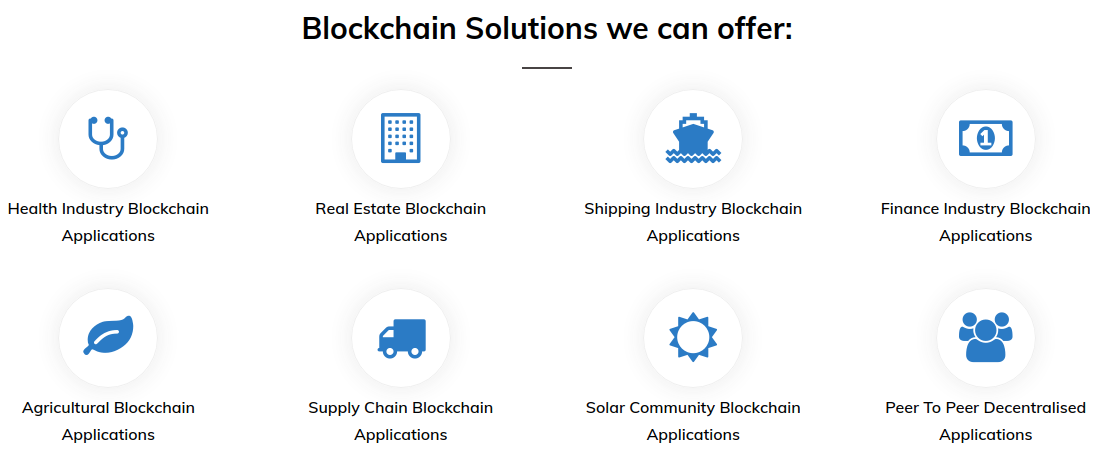 Blockchain Solutions we can offer:
1
Health Industry Blockchain
Applications
Real Estate Blockchain
Applications
Shipping Industry Blockchain
Applications
Finance Industry Blockchain
Applications
Agricultural Blockchain
Applications
Supply Chain Blockchain
Applications
Solar Community Blockchain
Applications
Peer To Peer Decentralised
Applications